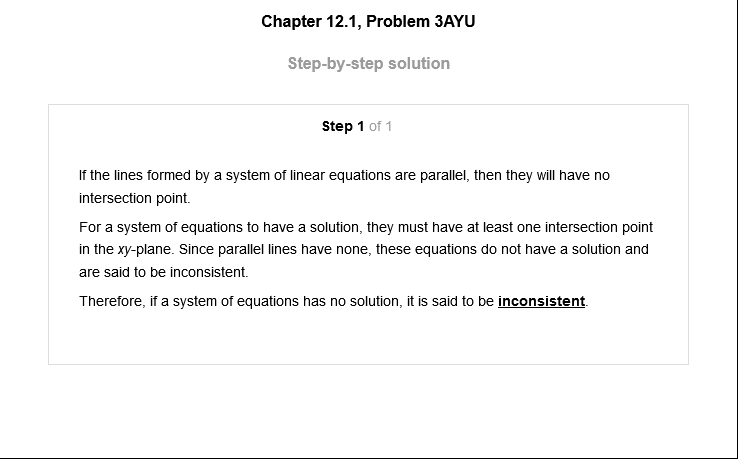 Chapter 12.1, Problem 3AYU
Step-by-step solution
Step 1 of 1
If the lines formed by a system of linear equations are parallel, then they will have no
intersection point.
For a system of equations to have a solution, they must have at least one intersection point
in the xy-plane. Since parallel lines have none, these equations do not have a solution and
are said to be inconsistent.
Therefore, if a system of equations has no solution, it is said to be inconsistent.